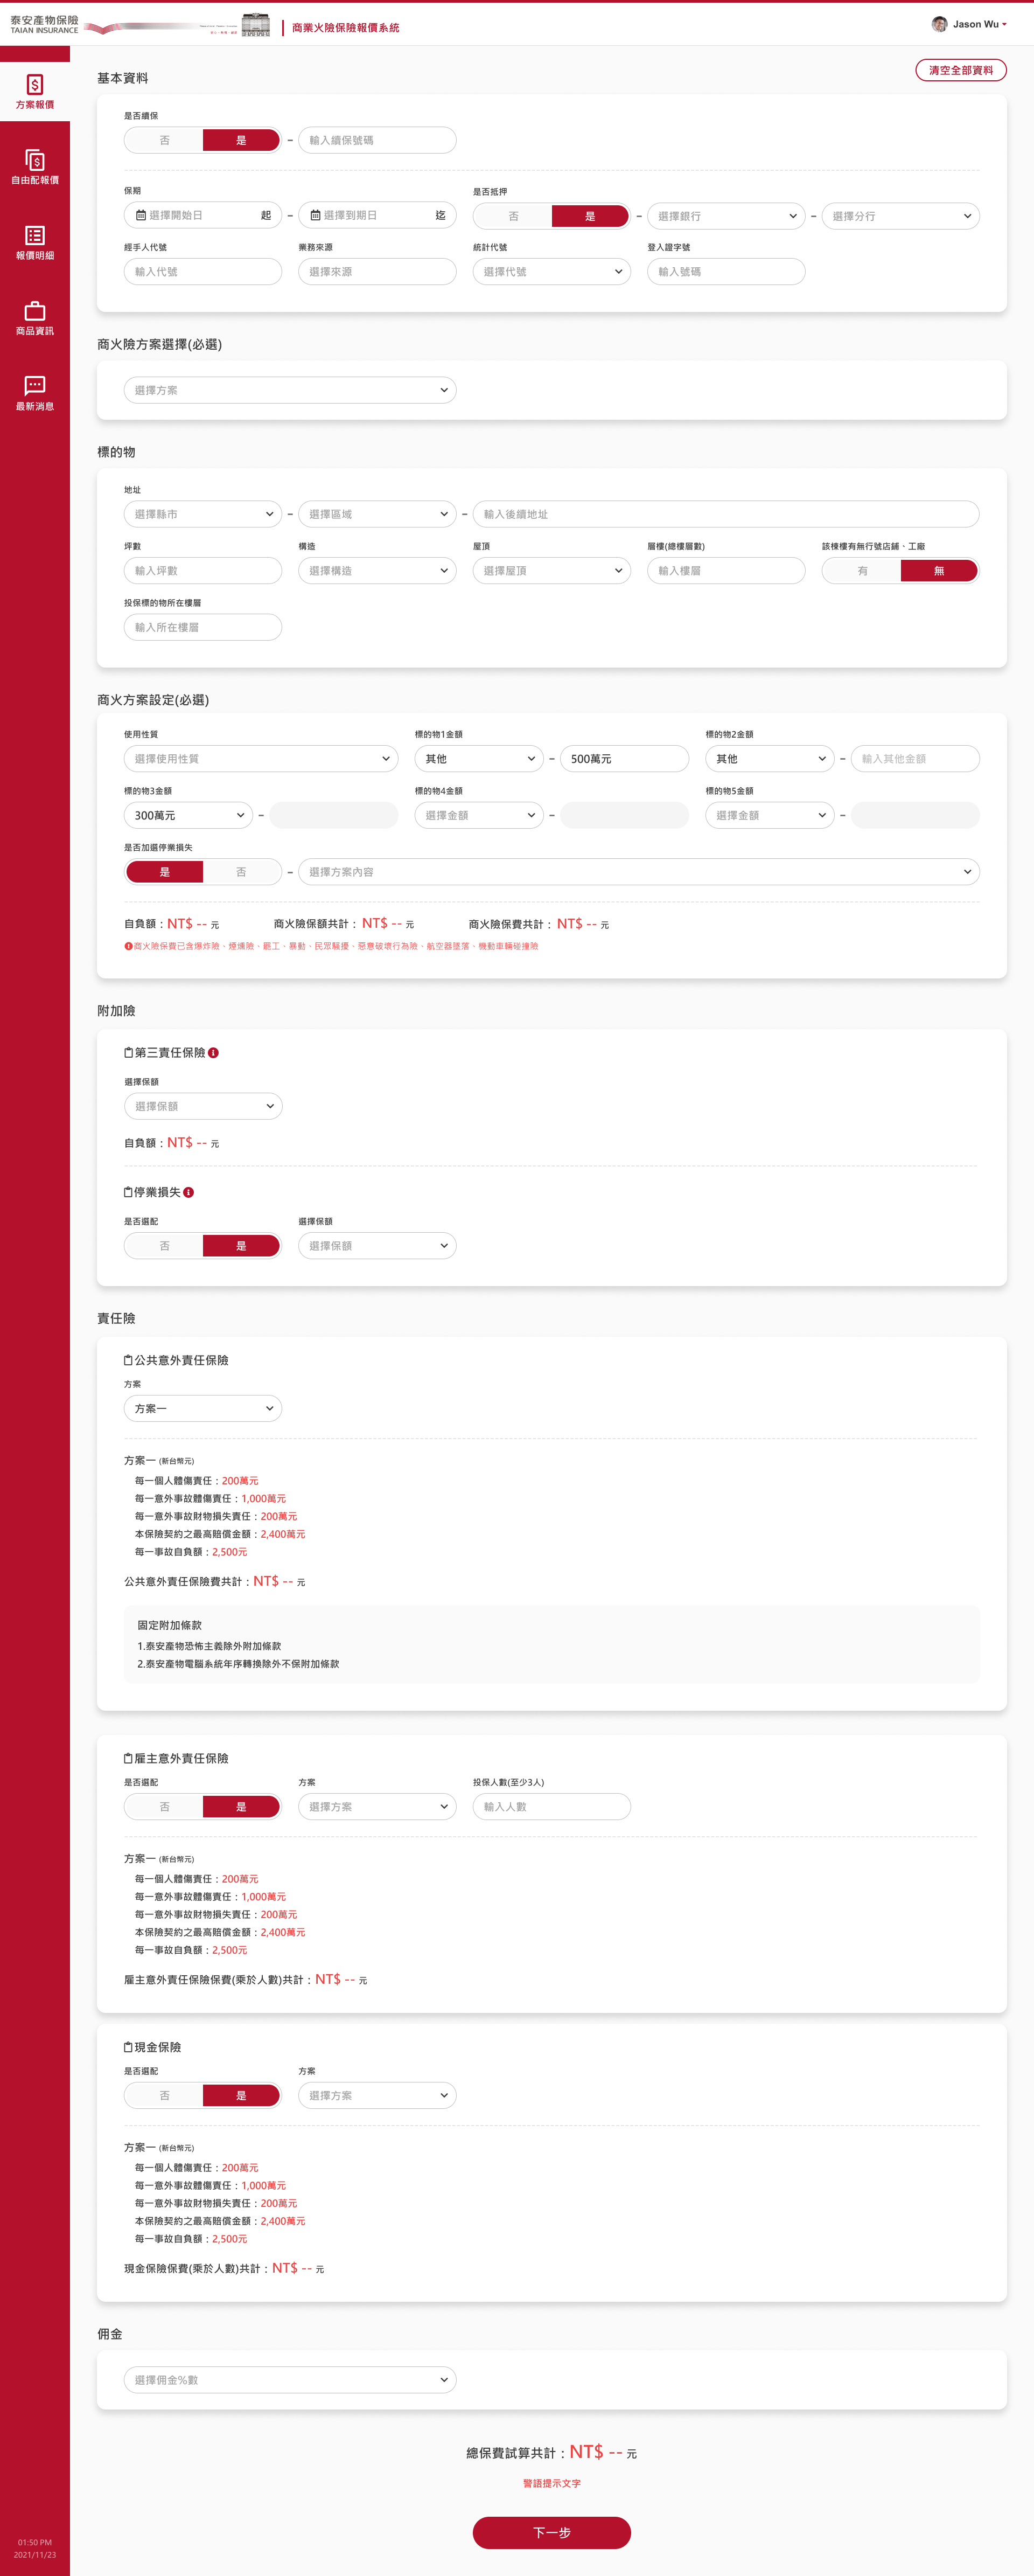 泰安產物保險
TAIAN INSURANCE
商業火險保險報價系統
Jason Wu
方案報價
自由配報價
報價明細
商品資訊
最新消息
01:50 PM
2021/11/23
基本資料
清空全部資料
是否續保
否 是 – 輸入續保號碼
保期 是否抵押
選擇開始日 起 – 選擇到期日 迄 否 是 – 選擇銀行 – 選擇分行
經手人代號 業務來源 統計代號 登入證字號
輸入代號 選擇來源 選擇代號 輸入號碼
商火險方案選擇(必選)
選擇方案
標的物
地址
選擇縣市 – 選擇區域 – 輸入後續地址
坪數 構造 屋頂 層樓(總樓層數) 該棟樓有無行號店鋪、工廠
輸入坪數 選擇構造 選擇屋頂 輸入樓層 有 無
投保標的物所在樓層
輸入所在樓層
商火方案設定(必選)
使用性質 標的物1金額 標的物2金額
選擇使用性質 其他 – 500萬元 其他 – 輸入其他金額
標的物3金額 標的物4金額 標的物5金額
300萬元 – 選擇金額 – 選擇金額 –
是否加選停業損失
是 否 – 選擇方案內容
自負額：NT$ -- 元 商火險保額共計： NT$ -- 元 商火險保費共計： NT$ -- 元
商火險保費已含爆炸險、煙燻險、罷工、暴動、民眾騷擾、惡意破壞行為險、航空器墜落、機動車輛碰撞險
附加險
第三責任保險
選擇保額
選擇保額
自負額：NT$ -- 元
停業損失
是否選配 選擇保額
否 是 選擇保額
責任險
公共意外責任保險
方案
方案一
方案一 (新台幣元)
每一個人體傷責任：200萬元
每一意外事故體傷責任：1,000萬元
每一意外事故財物損失責任：200萬元
本保險契約之最高賠償金額：2,400萬元
每一事故自負額：2,500元
公共意外責任保險費共計：NT$ -- 元
固定附加條款
1.泰安產物恐怖主義除外附加條款
2.泰安產物電腦系統年序轉換除外不保附加條款
雇主意外責任保險
是否選配 方案 投保人數(至少3人)
否 是 選擇方案 輸入人數
方案一 (新台幣元)
每一個人體傷責任：200萬元
每一意外事故體傷責任：1,000萬元
每一意外事故財物損失責任：200萬元
本保險契約之最高賠償金額：2,400萬元
每一事故自負額：2,500元
雇主意外責任保險保費(乘於人數)共計：NT$ -- 元
現金保險
是否選配 方案
否 是 選擇方案
方案一 (新台幣元)
每一個人體傷責任：200萬元
每一意外事故體傷責任：1,000萬元
每一意外事故財物損失責任：200萬元
本保險契約之最高賠償金額：2,400萬元
每一事故自負額：2,500元
現金保險保費(乘於人數)共計：NT$ -- 元
佣金
選擇佣金%數
總保費試算共計：NT$ -- 元
警語提示文字
下一步